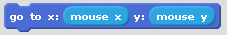 go to x: mouse x y: mouse y